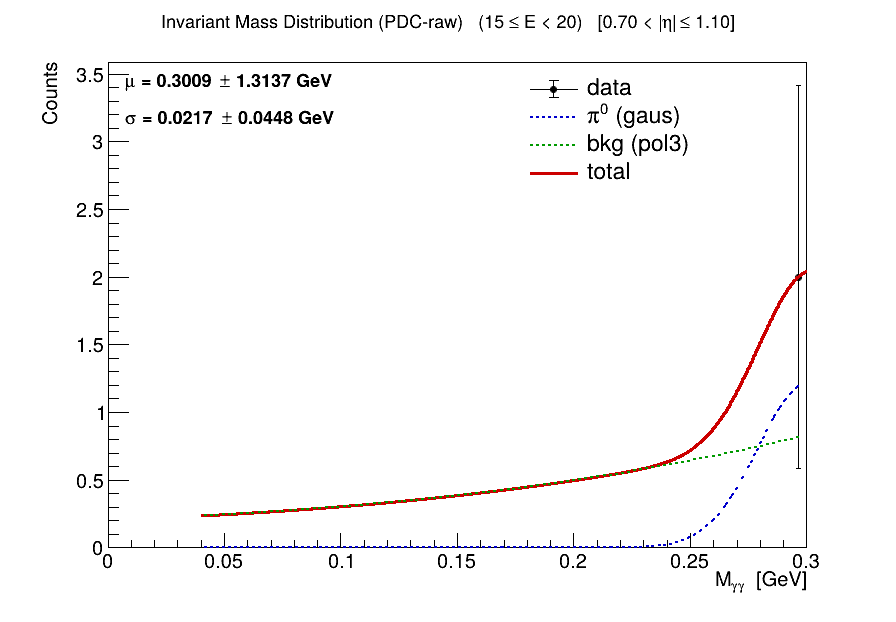 Invariant Mass Distribution (PDC-raw) (15 ≤ E < 20) [0.70 < |η| ≤ 1.10]
Counts
μ = 0.3009 ± 1.3137 GeV
σ = 0.0217 ± 0.0448 GeV
data
π⁰ (gaus)
bkg (pol3)
total
3.5
3
2.5
2
1.5
1
0.5
0
0 0.05 0.1 0.15 0.2 0.25 0.3
M_γγ [GeV]